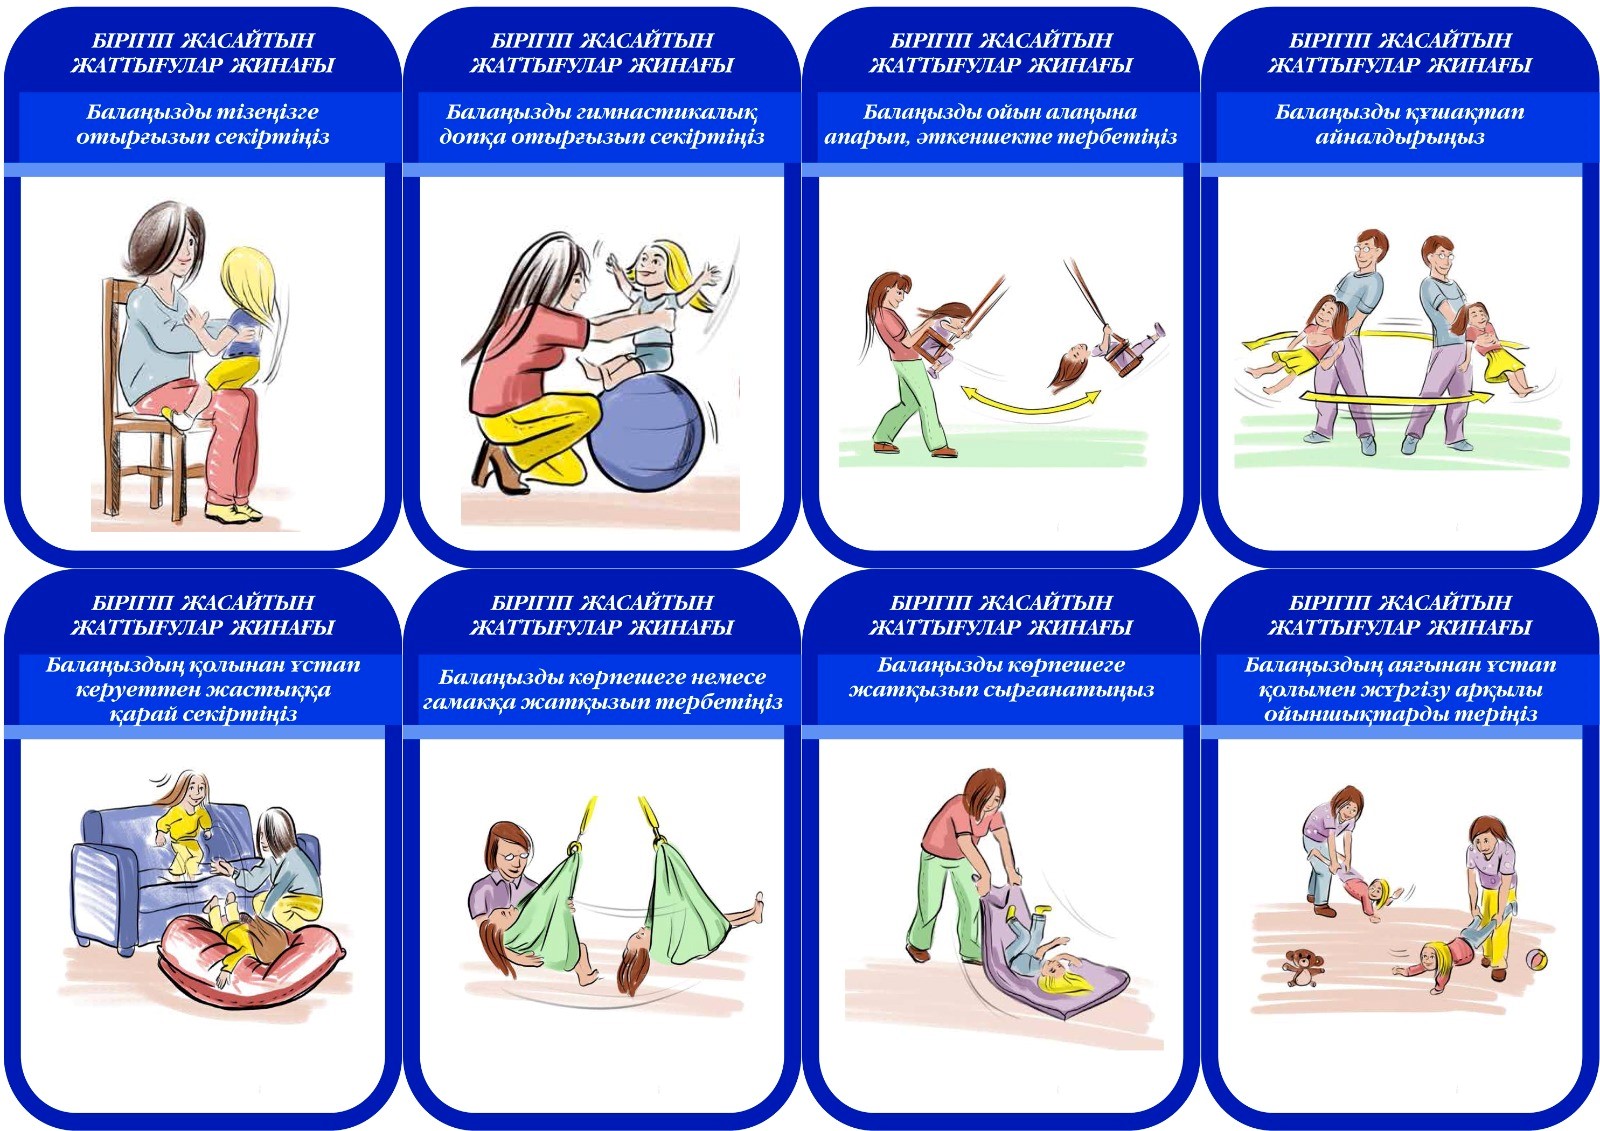 БІРІГІП ЖАСАЙТЫН
ЖАТТЫҒУЛАР ЖИНАҒЫ
Балаңызды тізеңізге
отырғызып секіртіңіз
БІРІГІП ЖАСАЙТЫН
ЖАТТЫҒУЛАР ЖИНАҒЫ
Балаңызды гимнастикалық
допқа отырғызып секіртіңіз
БІРІГІП ЖАСАЙТЫН
ЖАТТЫҒУЛАР ЖИНАҒЫ
Балаңызды ойын алаңына
апарып, әткеншекте тербетіңіз
БІРІГІП ЖАСАЙТЫН
ЖАТТЫҒУЛАР ЖИНАҒЫ
Балаңызды құшақтап
айналдырыңыз
БІРІГІП ЖАСАЙТЫН
ЖАТТЫҒУЛАР ЖИНАҒЫ
Балаңыздың қолынан ұстап
керуеттен жастыққа
қарай секіртіңіз
БІРІГІП ЖАСАЙТЫН
ЖАТТЫҒУЛАР ЖИНАҒЫ
Балаңызды көрпешеге немесе
гамакқа жатқызып тербетіңіз
БІРІГІП ЖАСАЙТЫН
ЖАТТЫҒУЛАР ЖИНАҒЫ
Балаңызды көрпешеге
жатқызып сырғанатыңыз
БІРІГІП ЖАСАЙТЫН
ЖАТТЫҒУЛАР ЖИНАҒЫ
Балаңыздың аяғынан ұстап
қолымен жүргізу арқылы
ойыншықтарды теріңіз